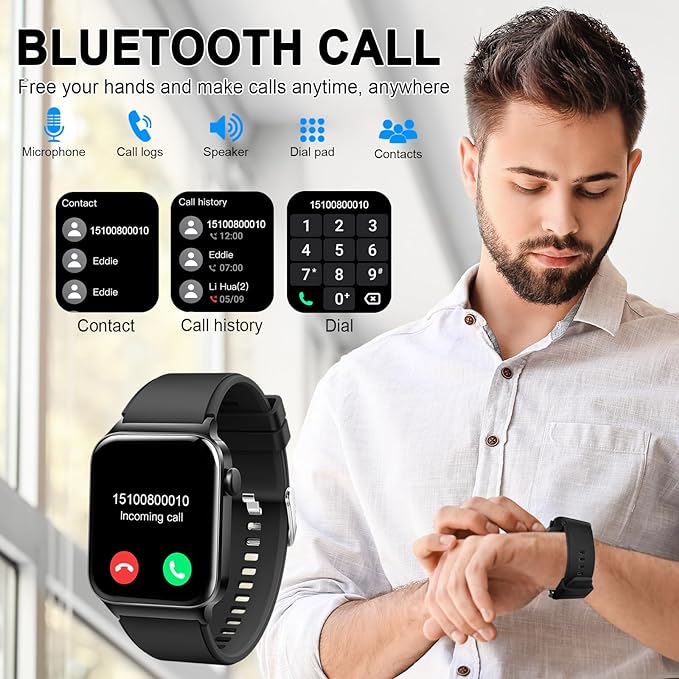 BLUETOOTH CALL
Free your hands and make calls anytime, anywhere
Microphone
Call logs
Speaker
Dial pad
Contacts
Contact
15100800010
Eddie
Eddie
Contact
Call history
15100800010
12:00
Eddie
07:00
Li Hua(2)
05/09
Call history
15100800010
1 2 3
4 5 6
7* 8 9#
0+
Dial
15100800010
Incoming call